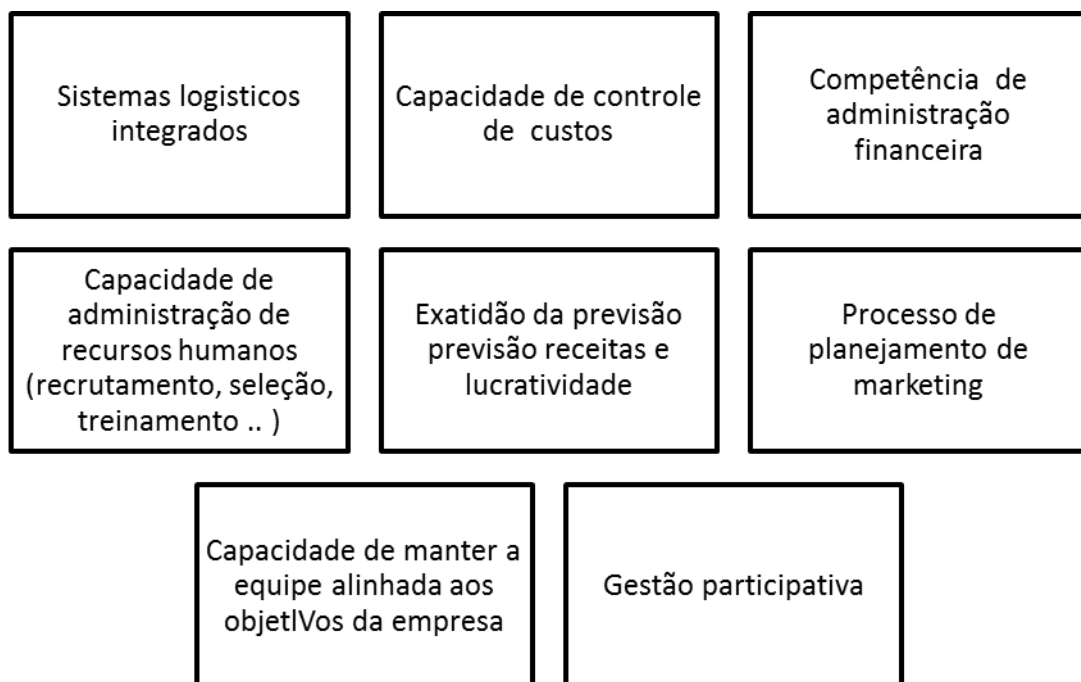 Sistemas logisticos
integrados
Capacidade de controle
de custos
Competência de
administração
financeira
Capacidade de
administração de
recursos humanos
(recrutamento, seleção,
treinamento .. )
Exatidão da previsão
previsão receitas e
lucratividade
Processo de
planejamento de
marketing
Capacidade de manter a
equipe alinhada aos
objetIVos da empresa
Gestão participativa